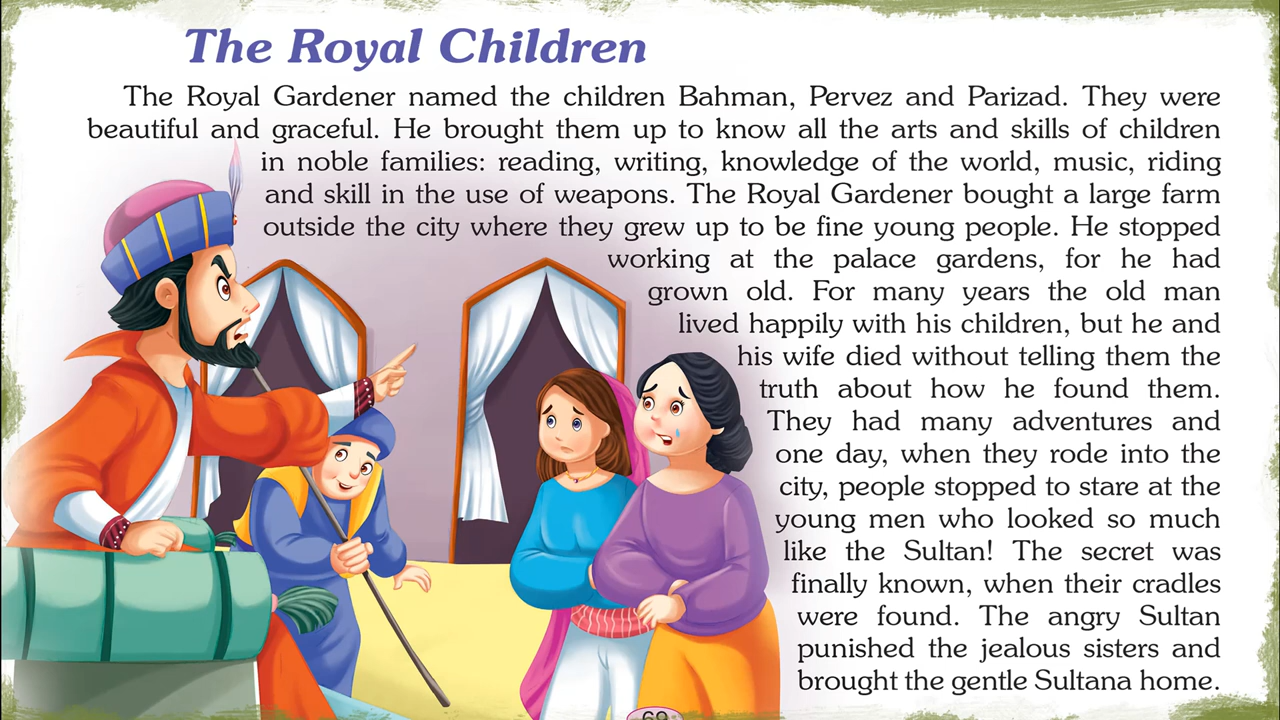 The Royal Children
The Royal Gardener named the children Bahman, Pervez and Parizad. They were
beautiful and graceful. He brought them up to know all the arts and skills of children
in noble families: reading, writing, knowledge of the world, music, riding
and skill in the use of weapons. The Royal Gardener bought a large farm
outside the city where they grew up to be fine young people. He stopped
working at the palace gardens, for he had
grown old. For many years the old man
lived happily with his children, but he and
his wife died without telling them the
truth about how he found them.
They had many adventures and
one day, when they rode into the
city, people stopped to stare at the
young men who looked so much
like the Sultan! The secret was
finally known, when their cradles
were found. The angry Sultan
punished the jealous sisters and
brought the gentle Sultana home.
69